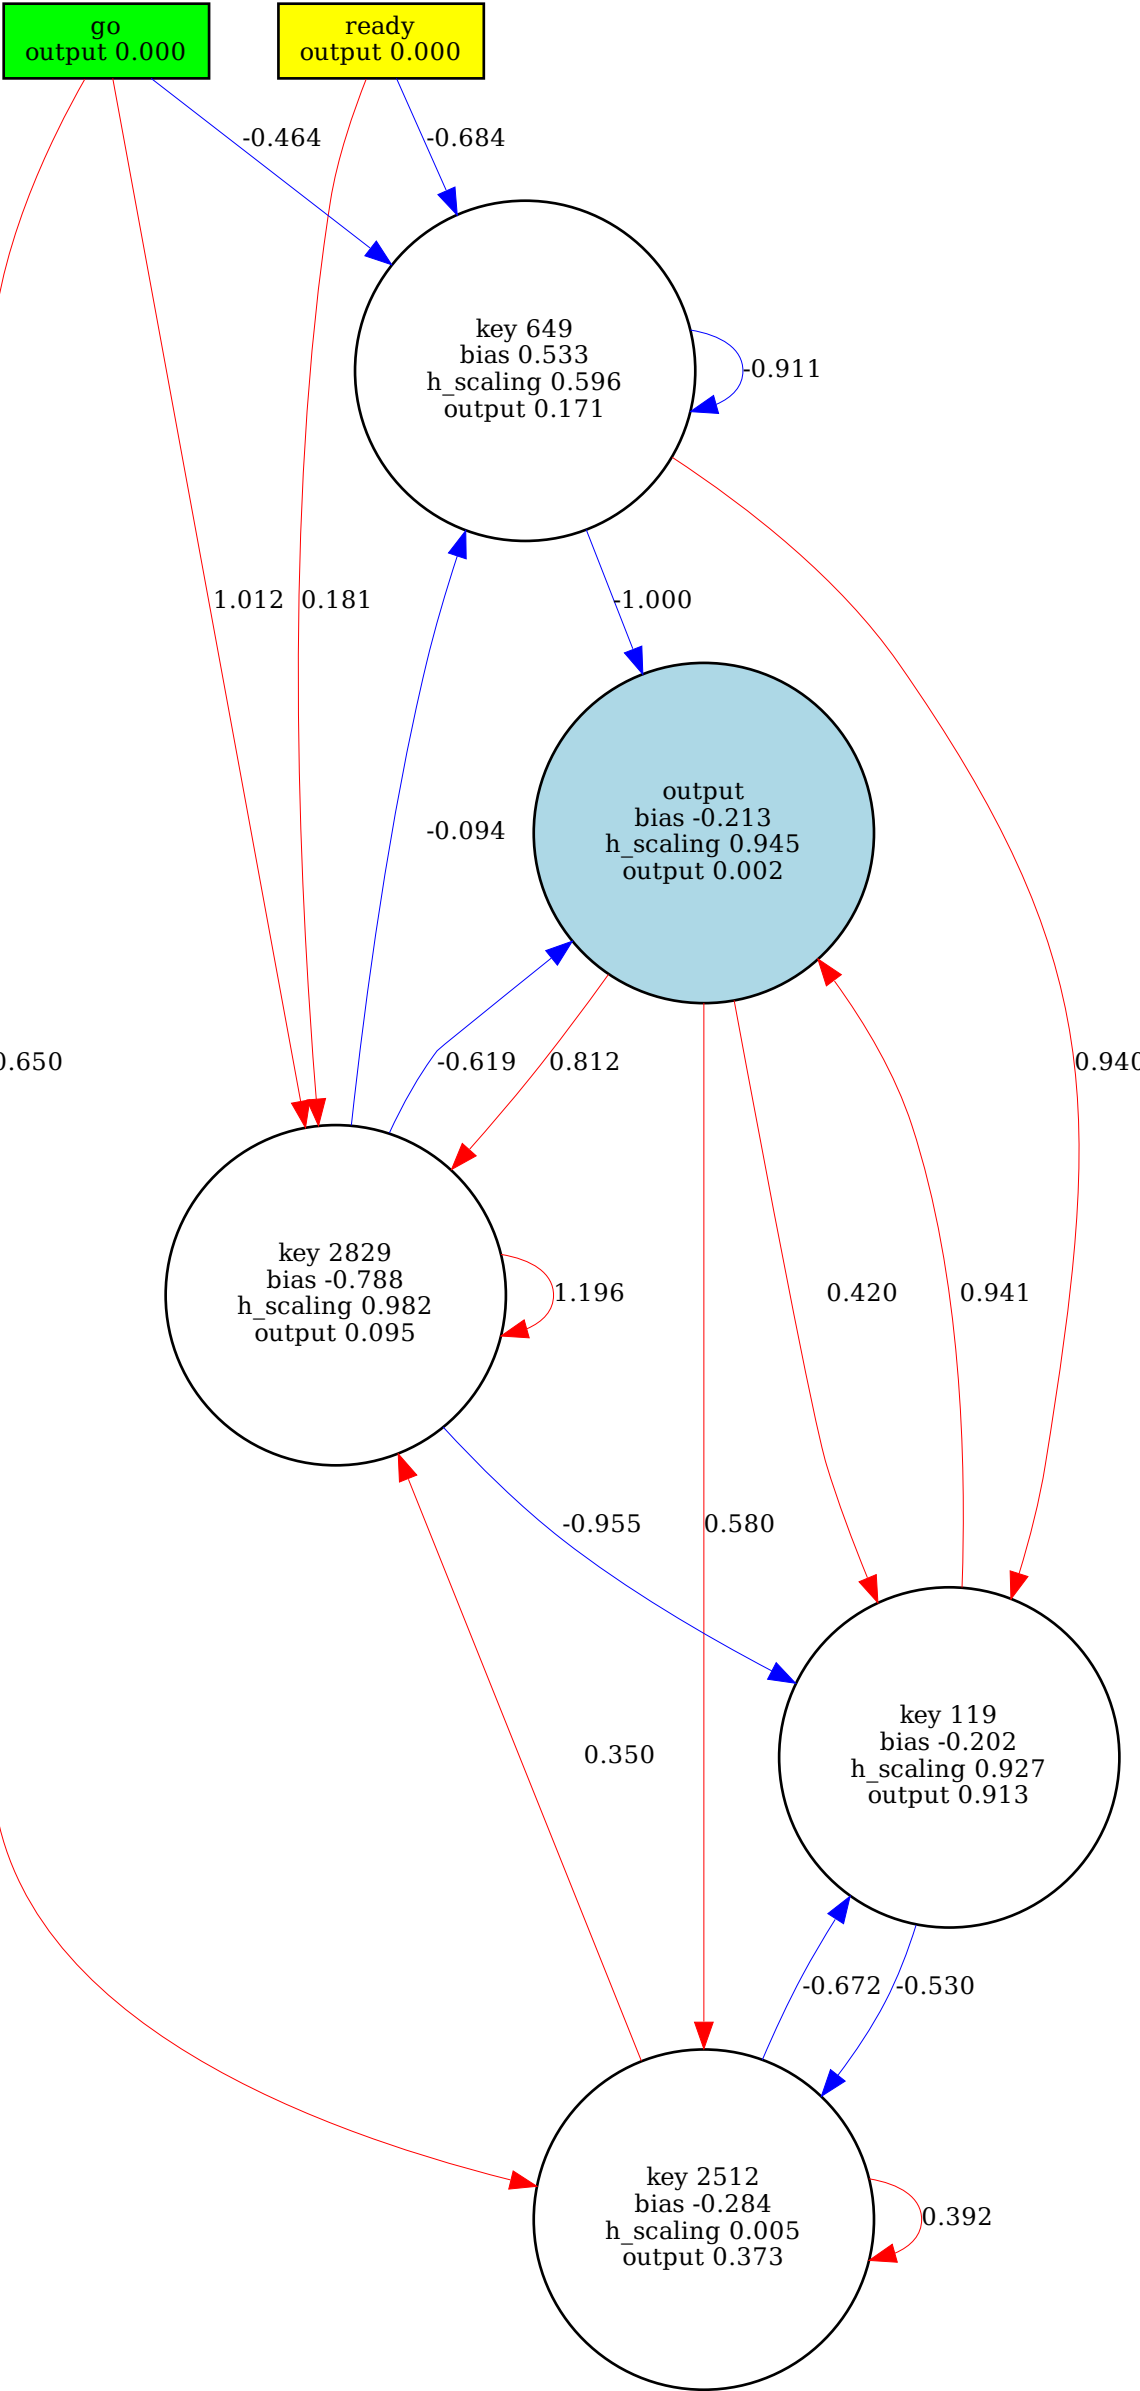 go
output 0.000
ready
output 0.000
-0.464
-0.684
key 649
bias 0.533
h_scaling 0.596
output 0.171
-0.911
1.012
0.181
-1.000
-0.094
output
bias -0.213
h_scaling 0.945
output 0.002
0.650
-0.619
0.812
0.940
key 2829
bias -0.788
h_scaling 0.982
output 0.095
1.196
0.420
0.941
-0.955
0.580
0.350
key 119
bias -0.202
h_scaling 0.927
output 0.913
-0.672
-0.530
key 2512
bias -0.284
h_scaling 0.005
output 0.373
0.392